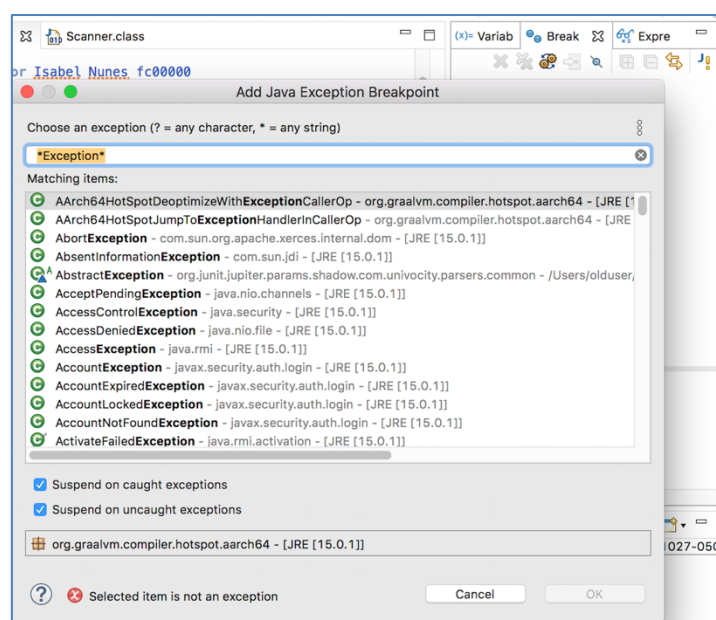 Scanner.class
(x)= Variab
Break
Expre
or Isabel Nunes fc00000
Add Java Exception Breakpoint
Choose an exception (? = any character, * = any string)
*Exception*
Matching items:
AArch64HotSpotDeoptimizeWithExceptionCallerOp - org.graalvm.compiler.hotspot.aarch64 - [JRE [1
AArch64HotSpotJumpToExceptionHandlerInCallerOp - org.graalvm.compiler.hotspot.aarch64 - [JRE
AbortException - com.sun.org.apache.xerces.internal.dom - [JRE [15.0.1]]
AbsentInformationException - com.sun.jdi - [JRE [15.0.1]]
AbstractException - org.junit.jupiter.params.shadow.com.univocity.parsers.common - /Users/olduser/
AcceptPendingException - java.nio.channels - [JRE [15.0.1]]
AccessControlException - java.security - [JRE [15.0.1]]
AccessDeniedException - java.nio.file - [JRE [15.0.1]]
AccessException - java.rmi - [JRE [15.0.1]]
AccountException - javax.security.auth.login - [JRE [15.0.1]]
AccountExpiredException - javax.security.auth.login - [JRE [15.0.1]]
AccountLockedException - javax.security.auth.login - [JRE [15.0.1]]
AccountNotFoundException - javax.security.auth.login - [JRE [15.0.1]]
ActivateFailedException - java.rmi.activation - [JRE [15.0.1]]
Suspend on caught exceptions
Suspend on uncaught exceptions
org.graalvm.compiler.hotspot.aarch64 - [JRE [15.0.1]]
1027-050
Selected item is not an exception
Cancel
OK